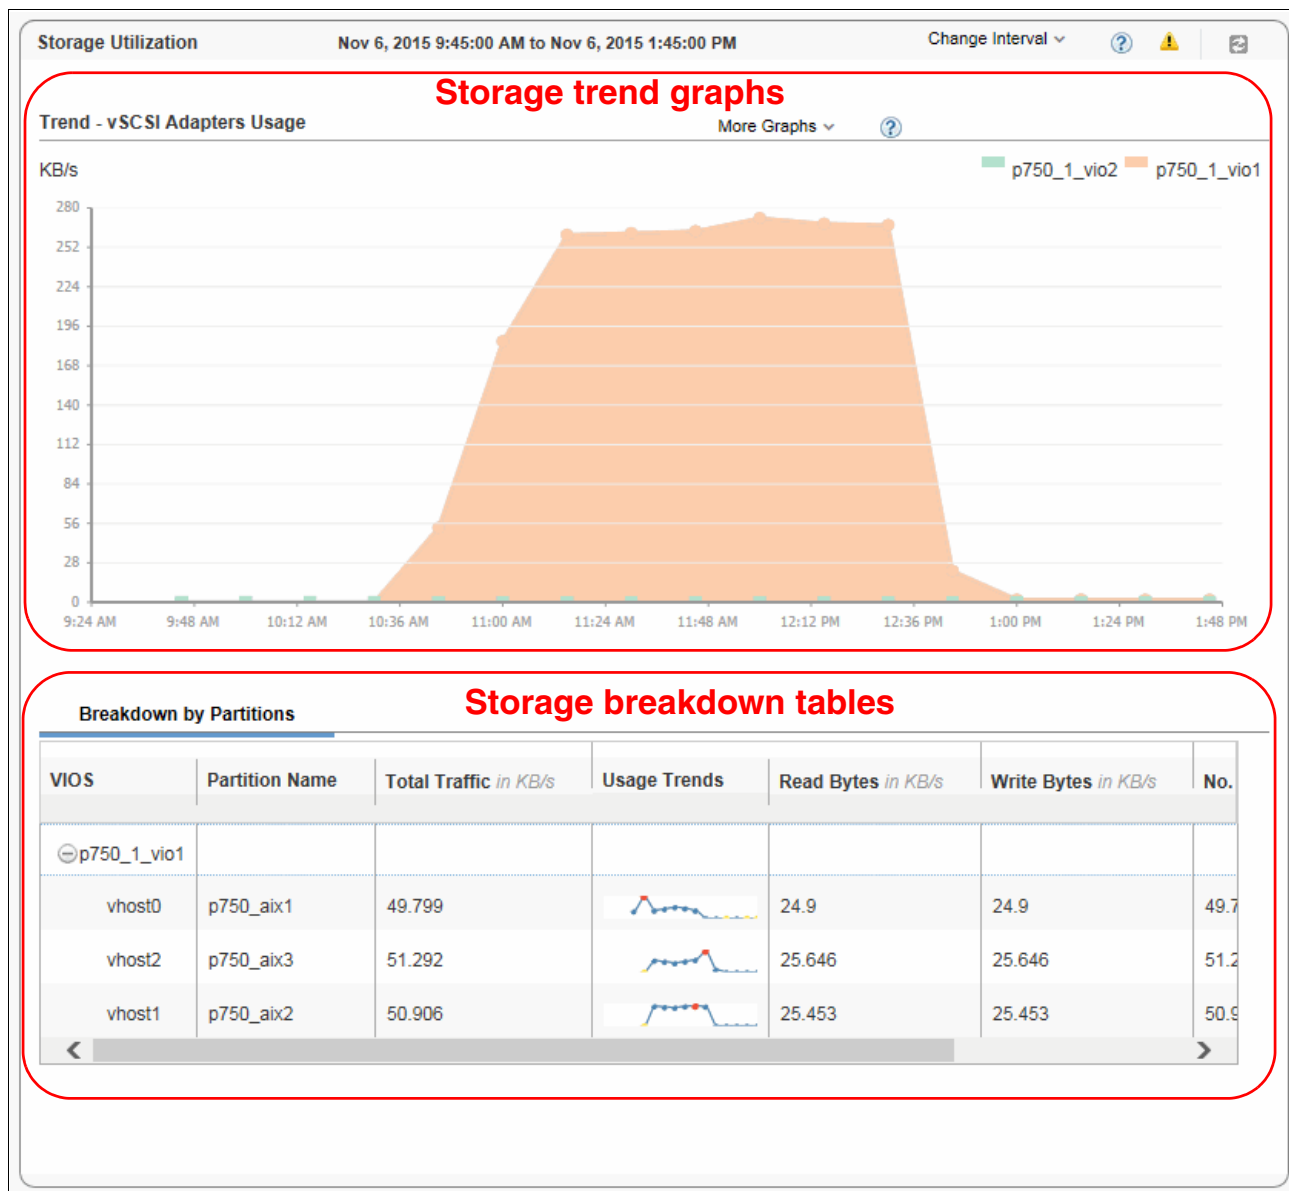 Storage Utilization Nov 6, 2015 9:45:00 AM to Nov 6, 2015 1:45:00 PM Change Interval
Storage trend graphs
Trend - vSCSI Adapters Usage More Graphs
KB/s p750_1_vio2 p750_1_vio1
280
252
224
196
168
140
112
84
56
28
0
9:24 AM 9:48 AM 10:12 AM 10:36 AM 11:00 AM 11:24 AM 11:48 AM 12:12 PM 12:36 PM 1:00 PM 1:24 PM 1:48 PM
Storage breakdown tables
Breakdown by Partitions
VIOS Partition Name Total Traffic in KB/s Usage Trends Read Bytes in KB/s Write Bytes in KB/s No.
p750_1_vio1
vhost0 p750_aix1 49.799 24.9 24.9 49.7
vhost2 p750_aix3 51.292 25.646 25.646 51.2
vhost1 p750_aix2 50.906 25.453 25.453 50.9